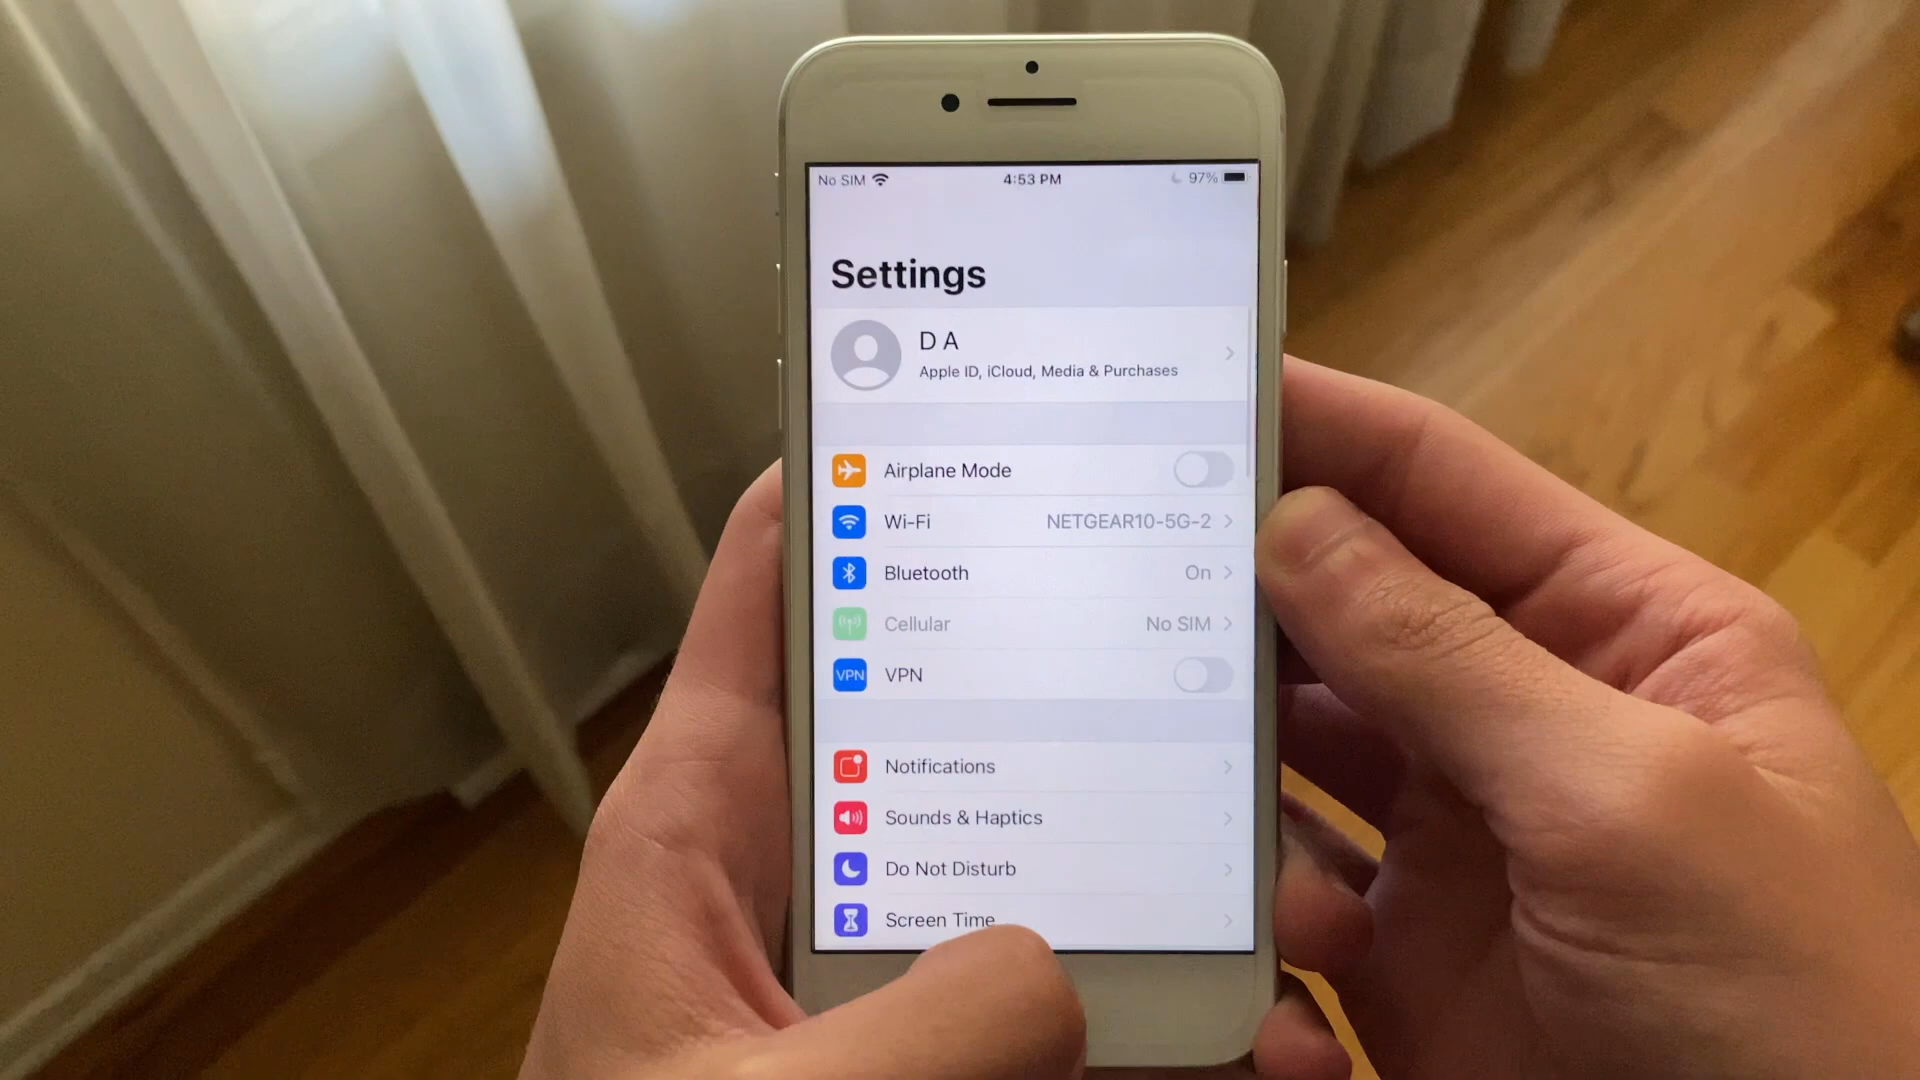 No SIM 4:53 PM 97%
Settings
D A
Apple ID, iCloud, Media & Purchases
Airplane Mode
Wi-Fi NETGEAR10-5G-2
Bluetooth On
Cellular No SIM
VPN VPN
Notifications
Sounds & Haptics
Do Not Disturb
Screen Time